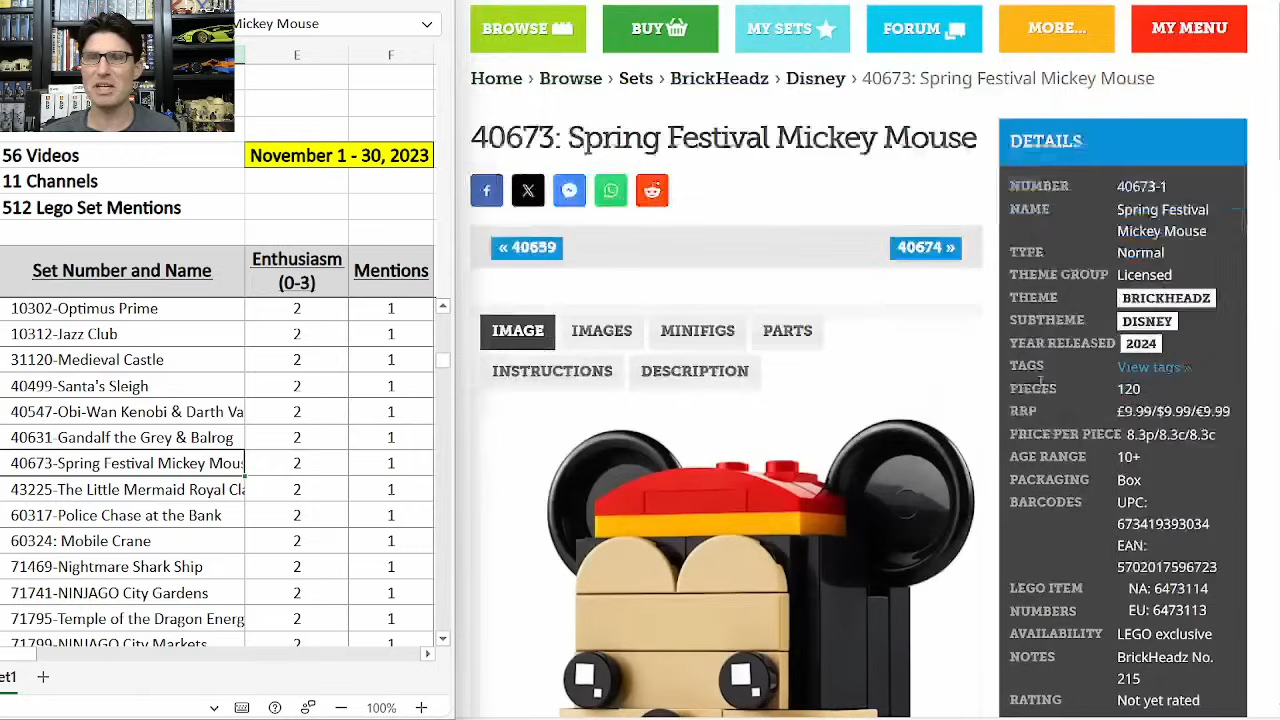 Mickey Mouse
E F
56 Videos November 1 - 30, 2023
11 Channels
512 Lego Set Mentions
Set Number and Name Enthusiasm (0-3) Mentions
10302-Optimus Prime 2 1
10312-Jazz Club 2 1
31120-Medieval Castle 2 1
40499-Santa's Sleigh 2 1
40547-Obi-Wan Kenobi & Darth Va 2 1
40631-Gandalf the Grey & Balrog 2 1
40673-Spring Festival Mickey Mous 2 1
43225-The Little Mermaid Royal Cla 2 1
60317-Police Chase at the Bank 2 1
60324: Mobile Crane 2 1
71469-Nightmare Shark Ship 2 1
71741-NINJAGO City Gardens 2 1
71795-Temple of the Dragon Energ 2 1
71799-NINJAGO City Markets 2 1
et1 +
100%
BROWSE BUY MY SETS FORUM MORE... MY MENU
Home › Browse › Sets › BrickHeadz › Disney › 40673: Spring Festival Mickey Mouse
40673: Spring Festival Mickey Mouse
« 40659 40674 »
IMAGE IMAGES MINIFIGS PARTS
INSTRUCTIONS DESCRIPTION
DETAILS
NUMBER 40673-1
NAME Spring Festival
Mickey Mouse
TYPE Normal
THEME GROUP Licensed
THEME BRICKHEADZ
SUBTHEME DISNEY
YEAR RELEASED 2024
TAGS View tags »
PIECES 120
RRP £9.99/$9.99/€9.99
PRICE PER PIECE 8.3p/8.3c/8.3c
AGE RANGE 10+
PACKAGING Box
BARCODES UPC:
673419393034
EAN:
5702017596723
LEGO ITEM NA: 6473114
NUMBERS EU: 6473113
AVAILABILITY LEGO exclusive
NOTES BrickHeadz No.
215
RATING Not yet rated